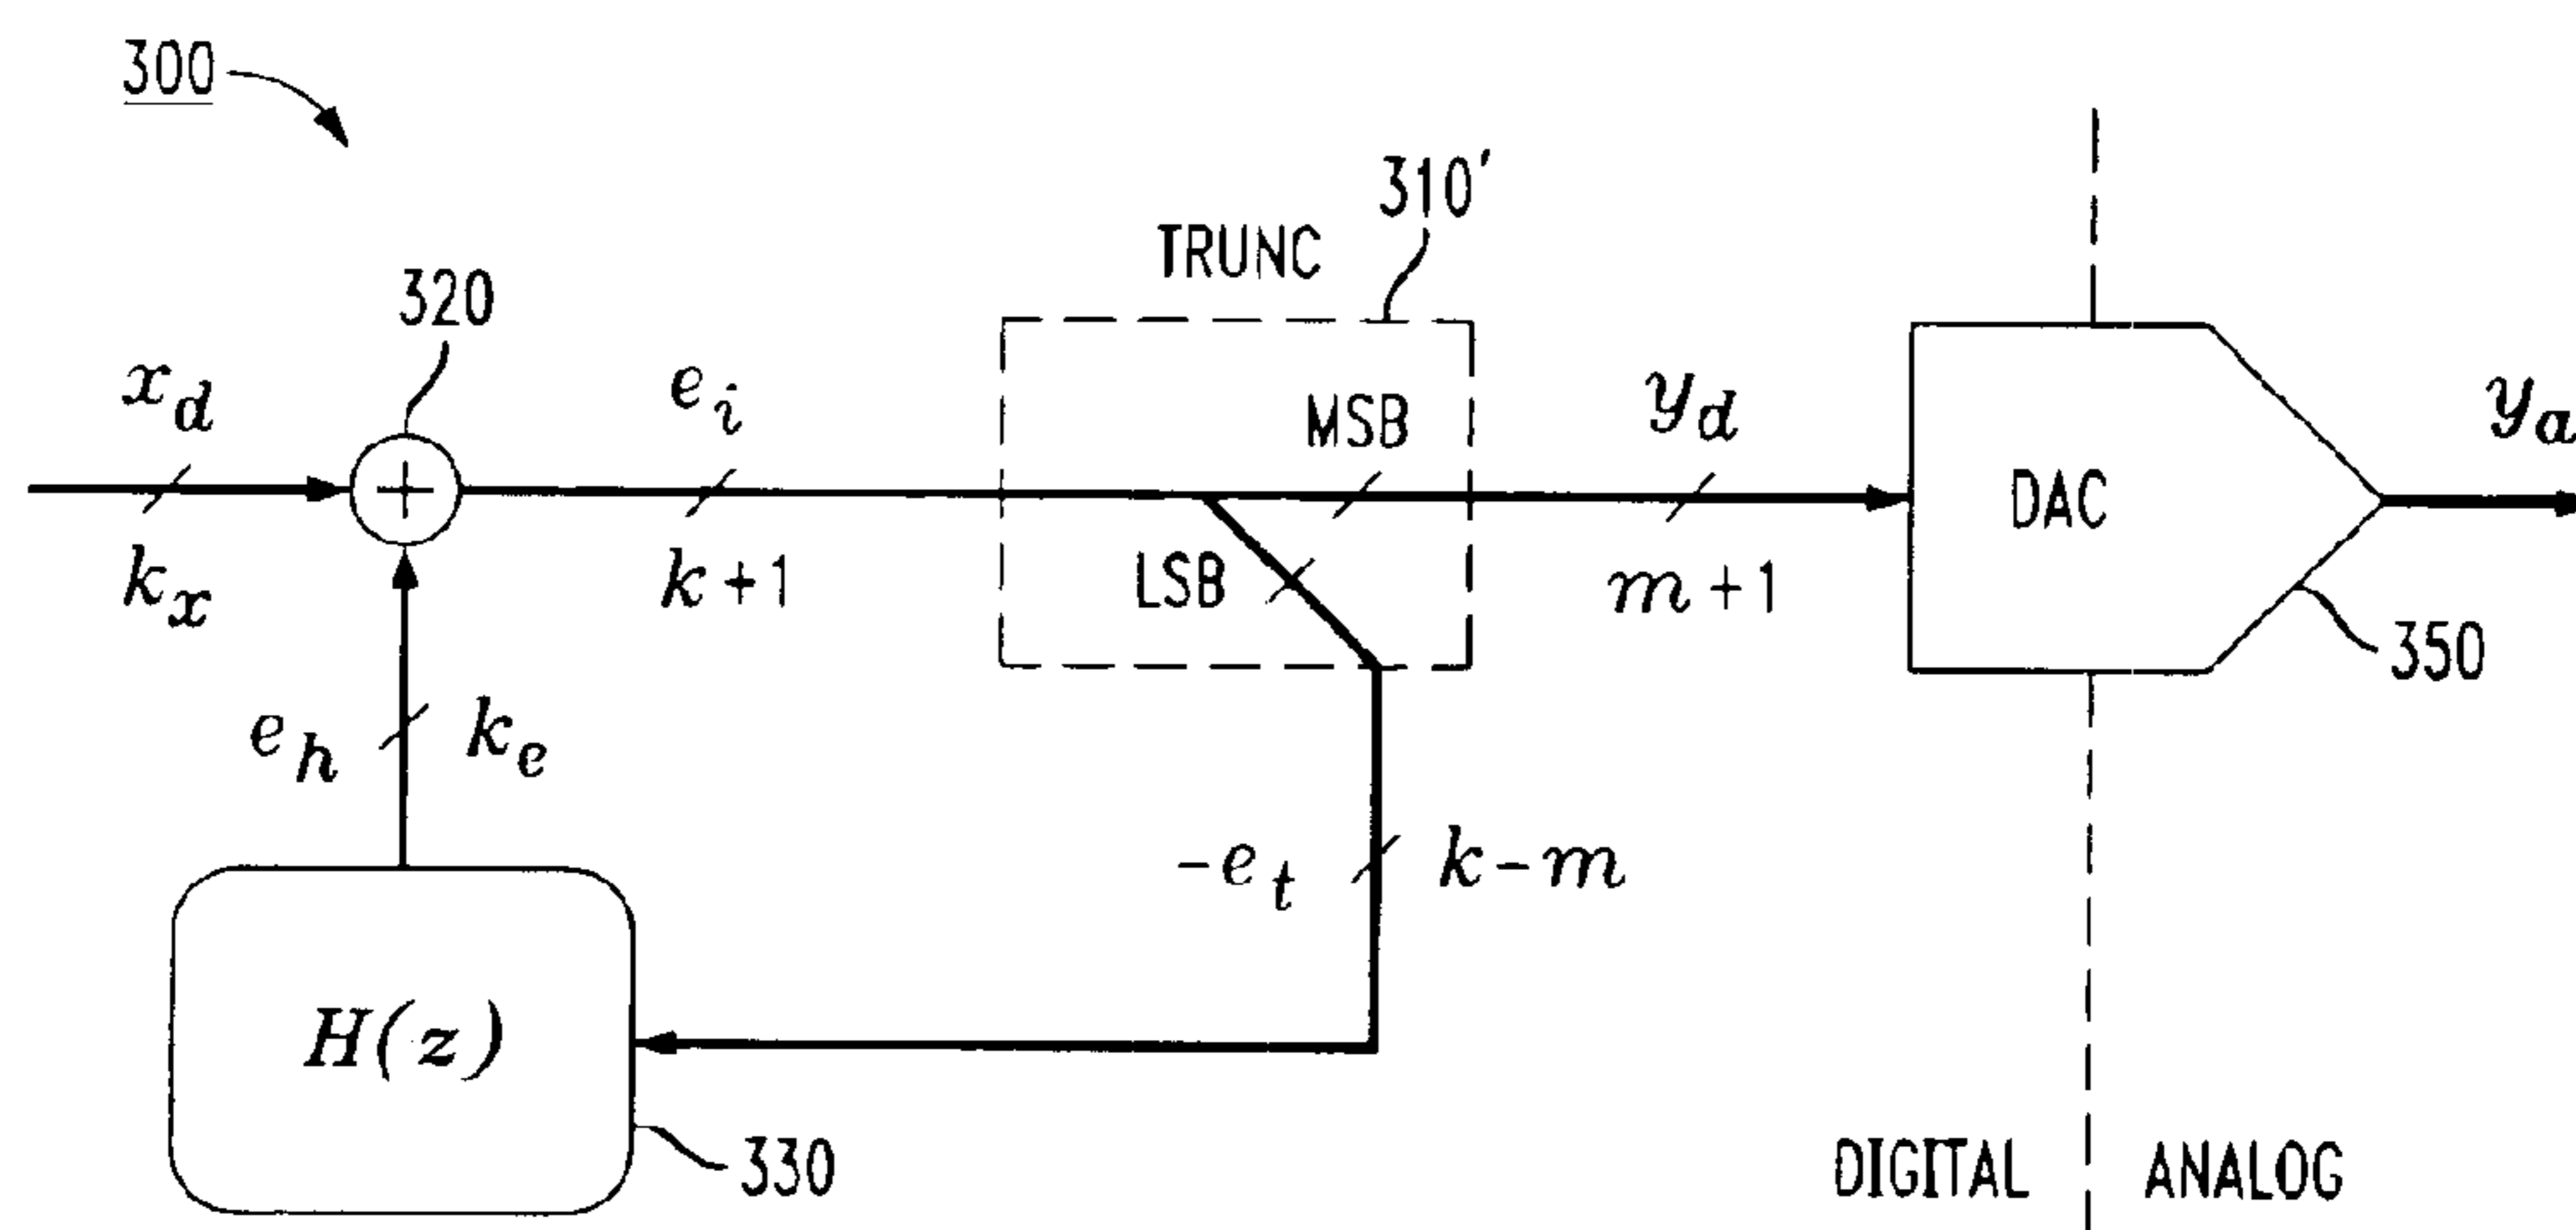 300
310'
TRUNC
320
x_d
e_i
MSB
y_d
y_a
DAC
LSB
k_x
k+1
m+1
350
e_h
k_e
-e_t
k-m
H(z)
330
DIGITAL
ANALOG